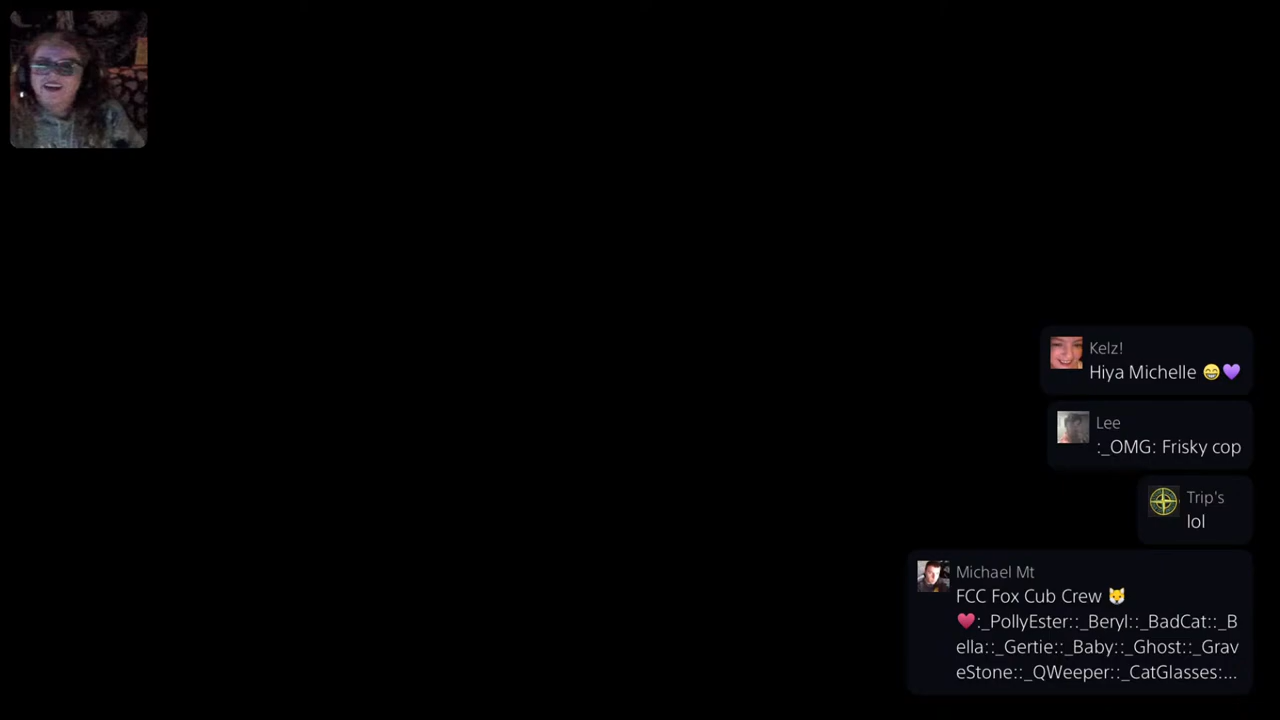 Kelz!
Hiya Michelle 😁💜
Lee
:_OMG: Frisky cop
Trip's
lol
Michael Mt
FCC Fox Cub Crew 🦊
♥:_PollyEster::_Beryl::_BadCat::_B
ella::_Gertie::_Baby::_Ghost::_Grav
eStone::_QWeeper::_CatGlasses:...